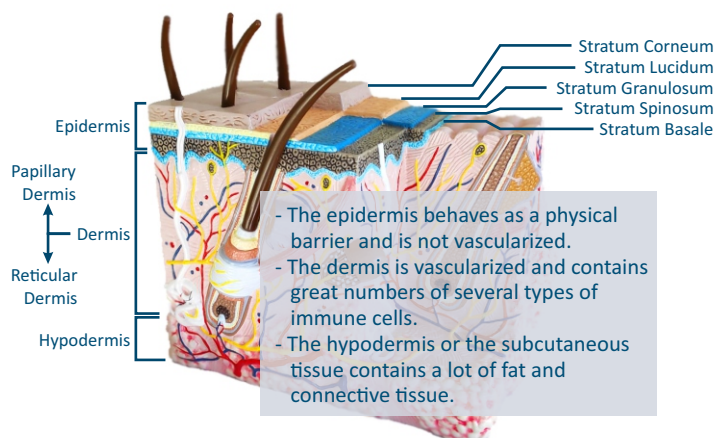 Stratum Corneum
Stratum Lucidum
Stratum Granulosum
Stratum Spinosum
Stratum Basale
Epidermis
Papillary
Dermis
Dermis
Reticular
Dermis
Hypodermis
- The epidermis behaves as a physical
barrier and is not vascularized.
- The dermis is vascularized and contains
great numbers of several types of
immune cells.
- The hypodermis or the subcutaneous
tissue contains a lot of fat and
connective tissue.